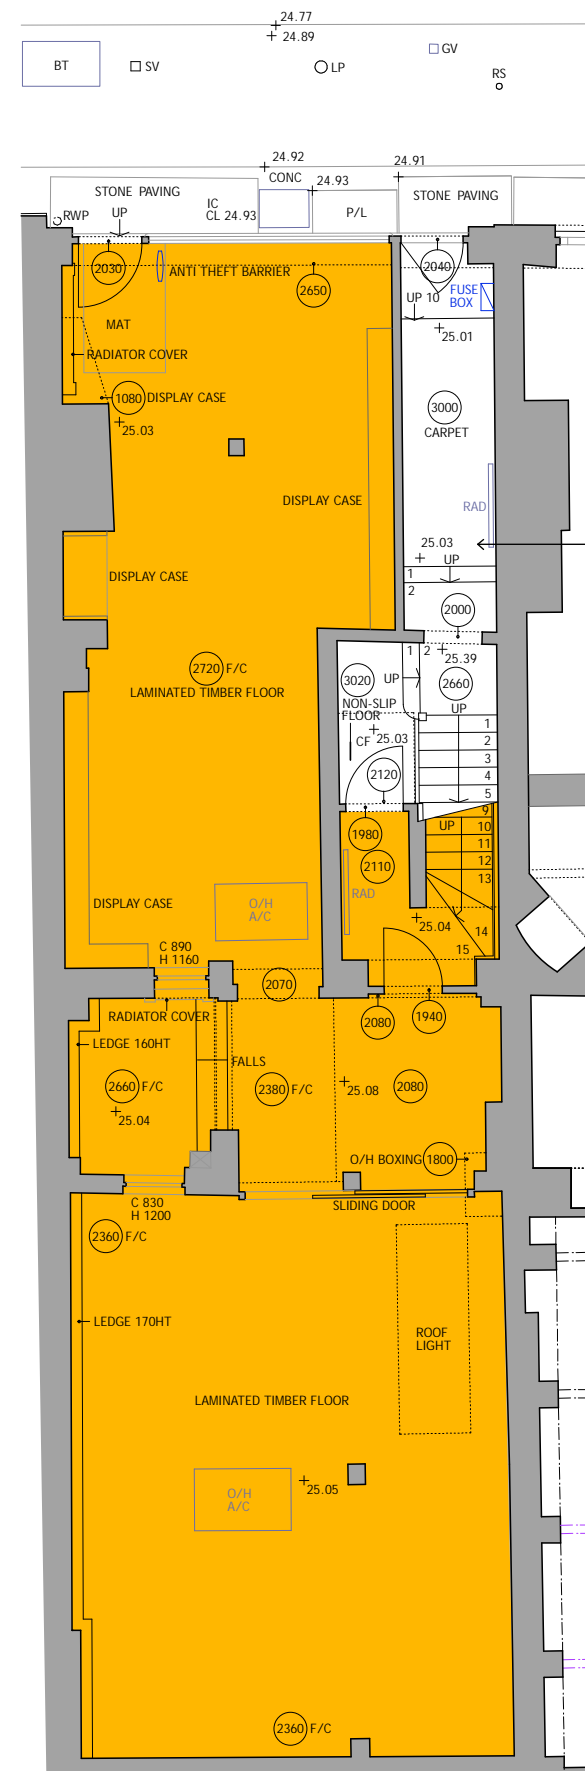 24.77
24.89
GV
BT
SV
LP
RS
24.92
24.91
CONC
24.93
STONE PAVING
STONE PAVING
IC
CL 24.93
P/L
RWP
UP
2030
ANTI THEFT BARRIER
2650
2040
FUSE
BOX
UP 10
MAT
25.01
RADIATOR COVER
1080
DISPLAY CASE
25.03
3000
CARPET
DISPLAY CASE
RAD
25.03
UP
1
2
DISPLAY CASE
2000
1
2
25.39
2720
F/C
LAMINATED TIMBER FLOOR
3020
UP
2660
NON-SLIP
FLOOR
UP
CF
25.03
1
2
3
4
5
2120
9
10
11
12
13
14
15
UP
1980
2110
RAD
DISPLAY CASE
O/H
A/C
25.04
C 890
H 1160
2070
RADIATOR COVER
2080
1940
LEDGE 160HT
FALLS
2660
F/C
2380
F/C
25.08
2080
25.04
O/H BOXING
1800
C 830
H 1200
SLIDING DOOR
2360
F/C
LEDGE 170HT
ROOF
LIGHT
LAMINATED TIMBER FLOOR
O/H
A/C
25.05
2360
F/C